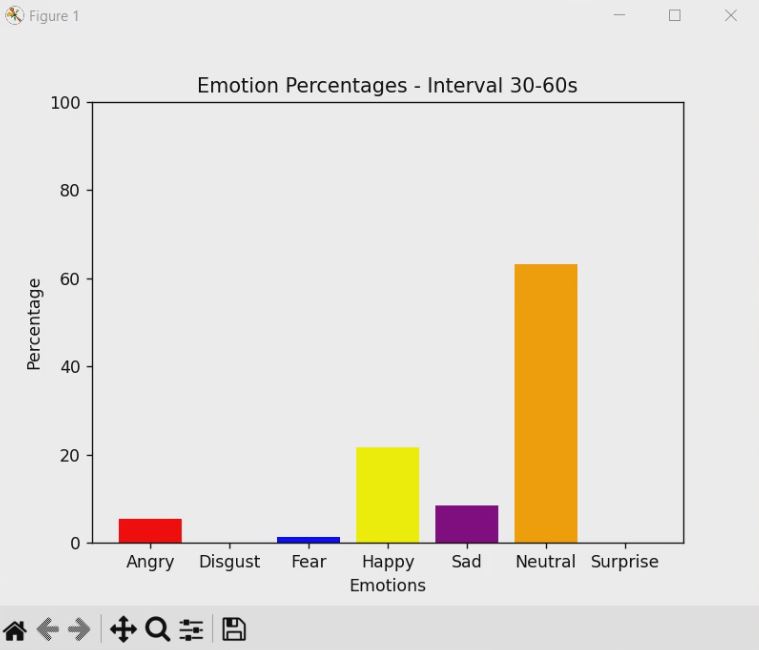 Figure 1
Emotion Percentages - Interval 30-60s
100
80
60
40
20
0
Percentage
Angry Disgust Fear Happy Sad Neutral Surprise
Emotions